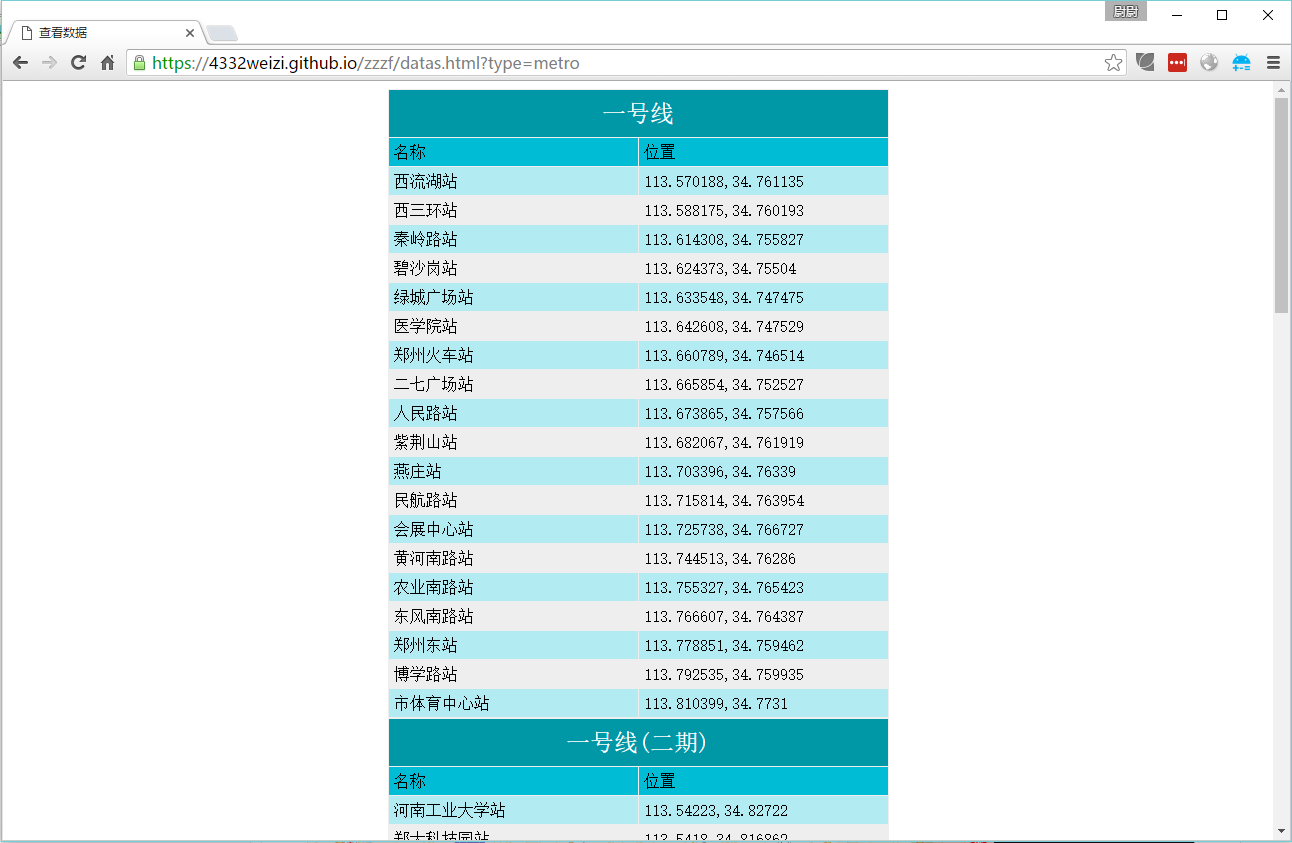 尉尉
查看数据
https://4332weizi.github.io/zzzf/datas.html?type=metro
一号线
名称 位置
西流湖站 113.570188,34.761135
西三环站 113.588175,34.760193
秦岭路站 113.614308,34.755827
碧沙岗站 113.624373,34.75504
绿城广场站 113.633548,34.747475
医学院站 113.642608,34.747529
郑州火车站 113.660789,34.746514
二七广场站 113.665854,34.752527
人民路站 113.673865,34.757566
紫荆山站 113.682067,34.761919
燕庄站 113.703396,34.76339
民航路站 113.715814,34.763954
会展中心站 113.725738,34.766727
黄河南路站 113.744513,34.76286
农业南路站 113.755327,34.765423
东风南路站 113.766607,34.764387
郑州东站 113.778851,34.759462
博学路站 113.792535,34.759935
市体育中心站 113.810399,34.7731
一号线(二期)
名称 位置
河南工业大学站 113.54223,34.82722
郑大科技园站 113.5418,34.816862